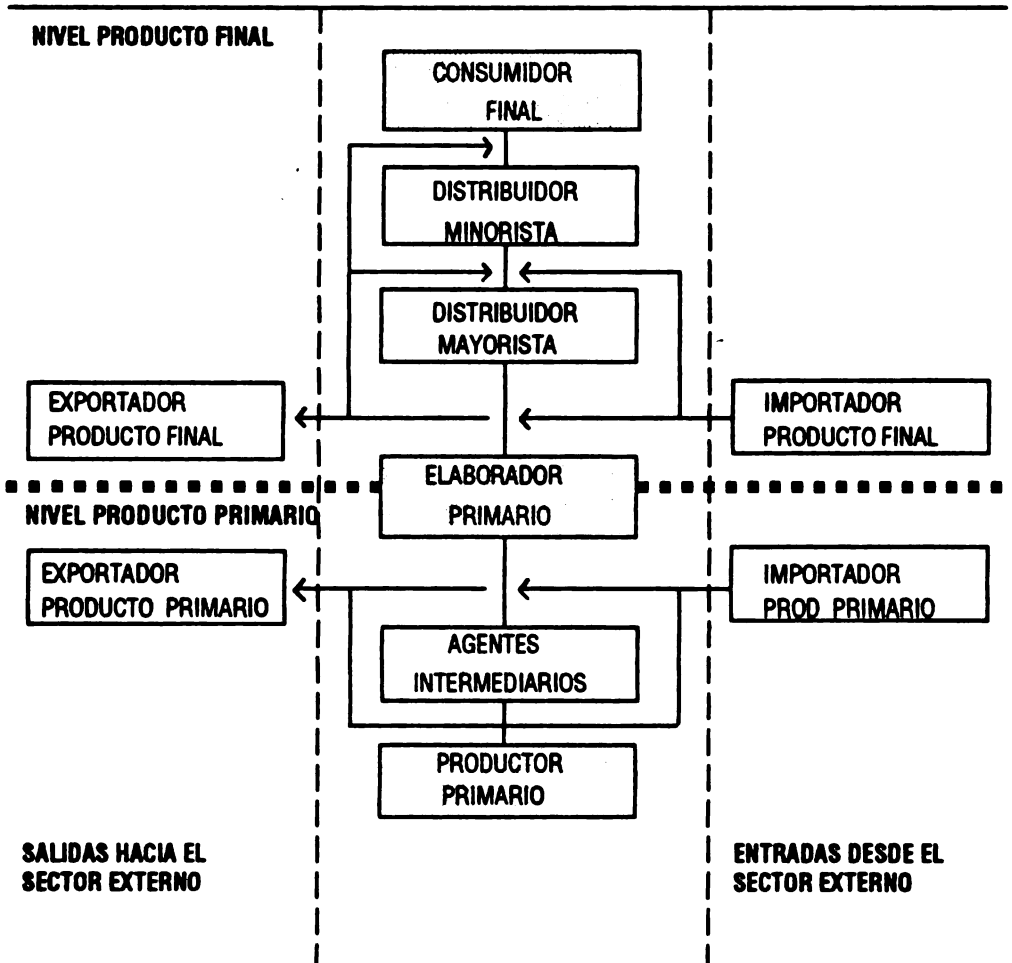 NIVEL PRODUCTO FINAL
CONSUMIDOR
FINAL
DISTRIBUIDOR
MINORISTA
DISTRIBUIDOR
MAYORISTA
EXPORTADOR
PRODUCTO FINAL
IMPORTADOR
PRODUCTO FINAL
ELABORADOR
PRIMARIO
NIVEL PRODUCTO PRIMARIO
EXPORTADOR
PRODUCTO PRIMARIO
IMPORTADOR
PROD PRIMARIO
AGENTES
INTERMEDIARIOS
PRODUCTOR
PRIMARIO
SALIDAS HACIA EL
SECTOR EXTERNO
ENTRADAS DESDE EL
SECTOR EXTERNO